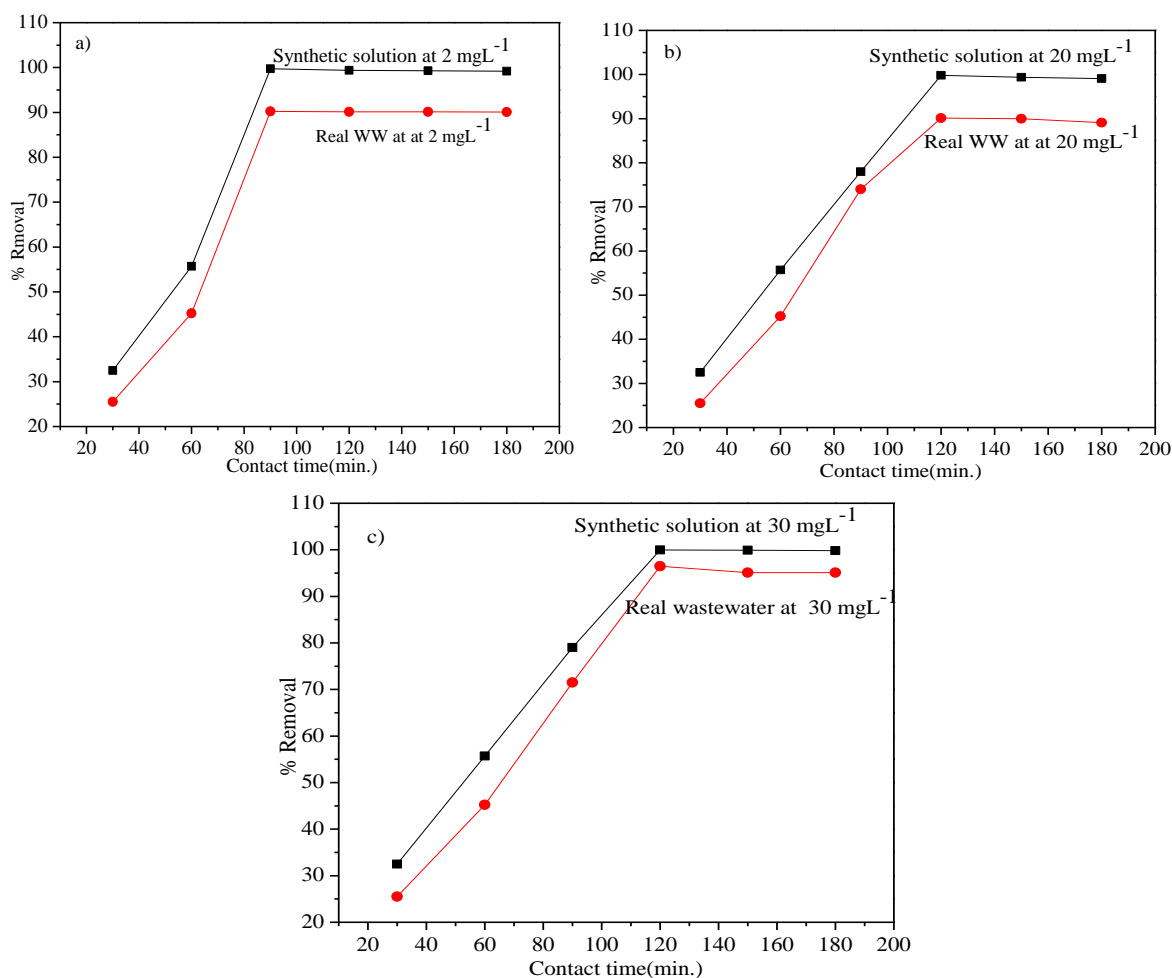 a)
Synthetic solution at 2 mgL-1
Real WW at at 2 mgL-1
110
100
90
80
70
60
50
40
30
20
% Rmoval
20 40 60 80 100 120 140 160 180 200
Contact time(min.)
b)
Synthetic solution at 20 mgL-1
Real WW at at 20 mgL-1
110
100
90
80
70
60
50
40
30
20
% Rmoval
20 40 60 80 100 120 140 160 180 200
Contact time(min.)
c)
Synthetic solution at 30 mgL-1
Real wastewater at 30 mgL-1
110
100
90
80
70
60
50
40
30
20
% Removal
20 40 60 80 100 120 140 160 180 200
Contact time(min.)